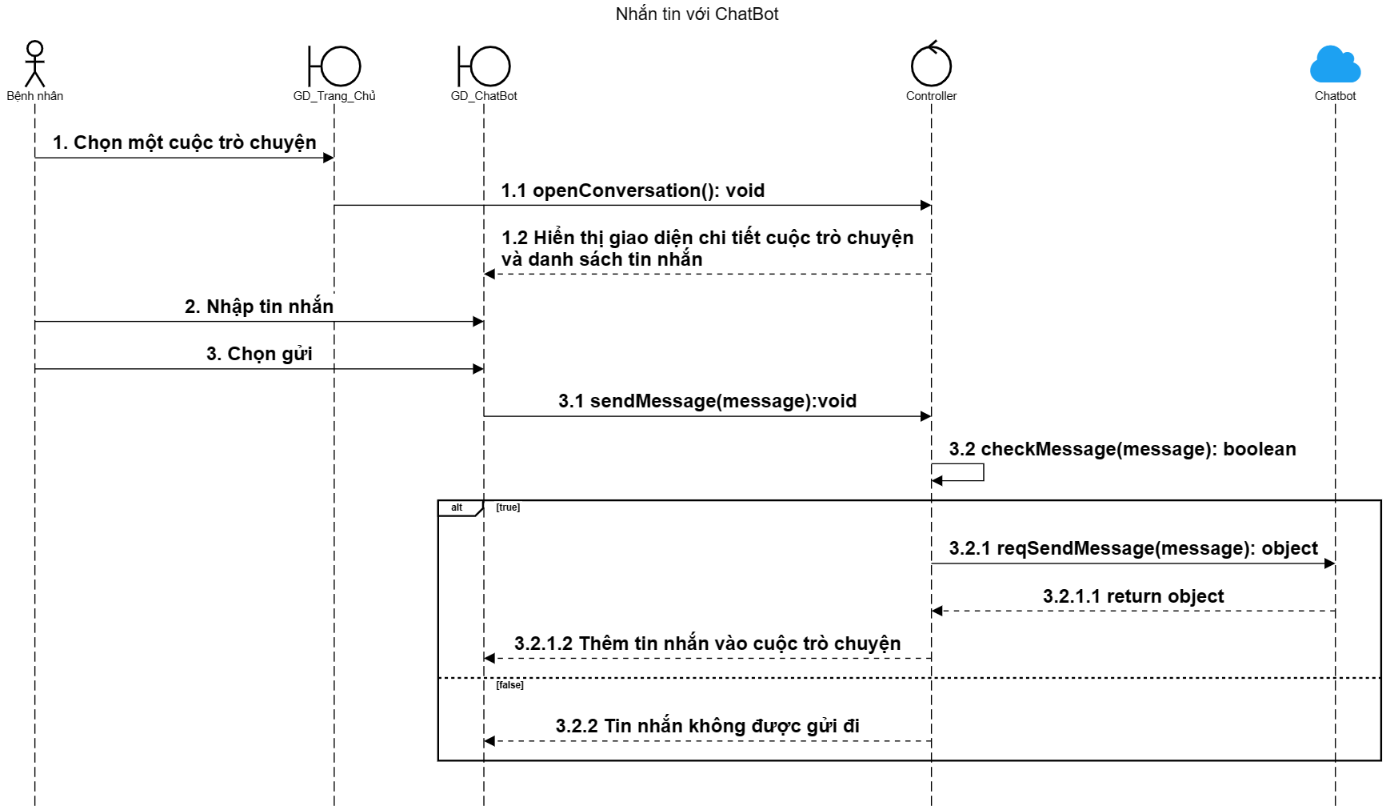 Nhắn tin với ChatBot
Bệnh nhân
GD_Trang_Chủ
GD_ChatBot
Controller
Chatbot
1. Chọn một cuộc trò chuyện
1.1 openConversation(): void
1.2 Hiển thị giao diện chi tiết cuộc trò chuyện
và danh sách tin nhắn
2. Nhập tin nhắn
3. Chọn gửi
3.1 sendMessage(message):void
3.2 checkMessage(message): boolean
alt
[true]
3.2.1 reqSendMessage(message): object
3.2.1.1 return object
3.2.1.2 Thêm tin nhắn vào cuộc trò chuyện
[false]
3.2.2 Tin nhắn không được gửi đi